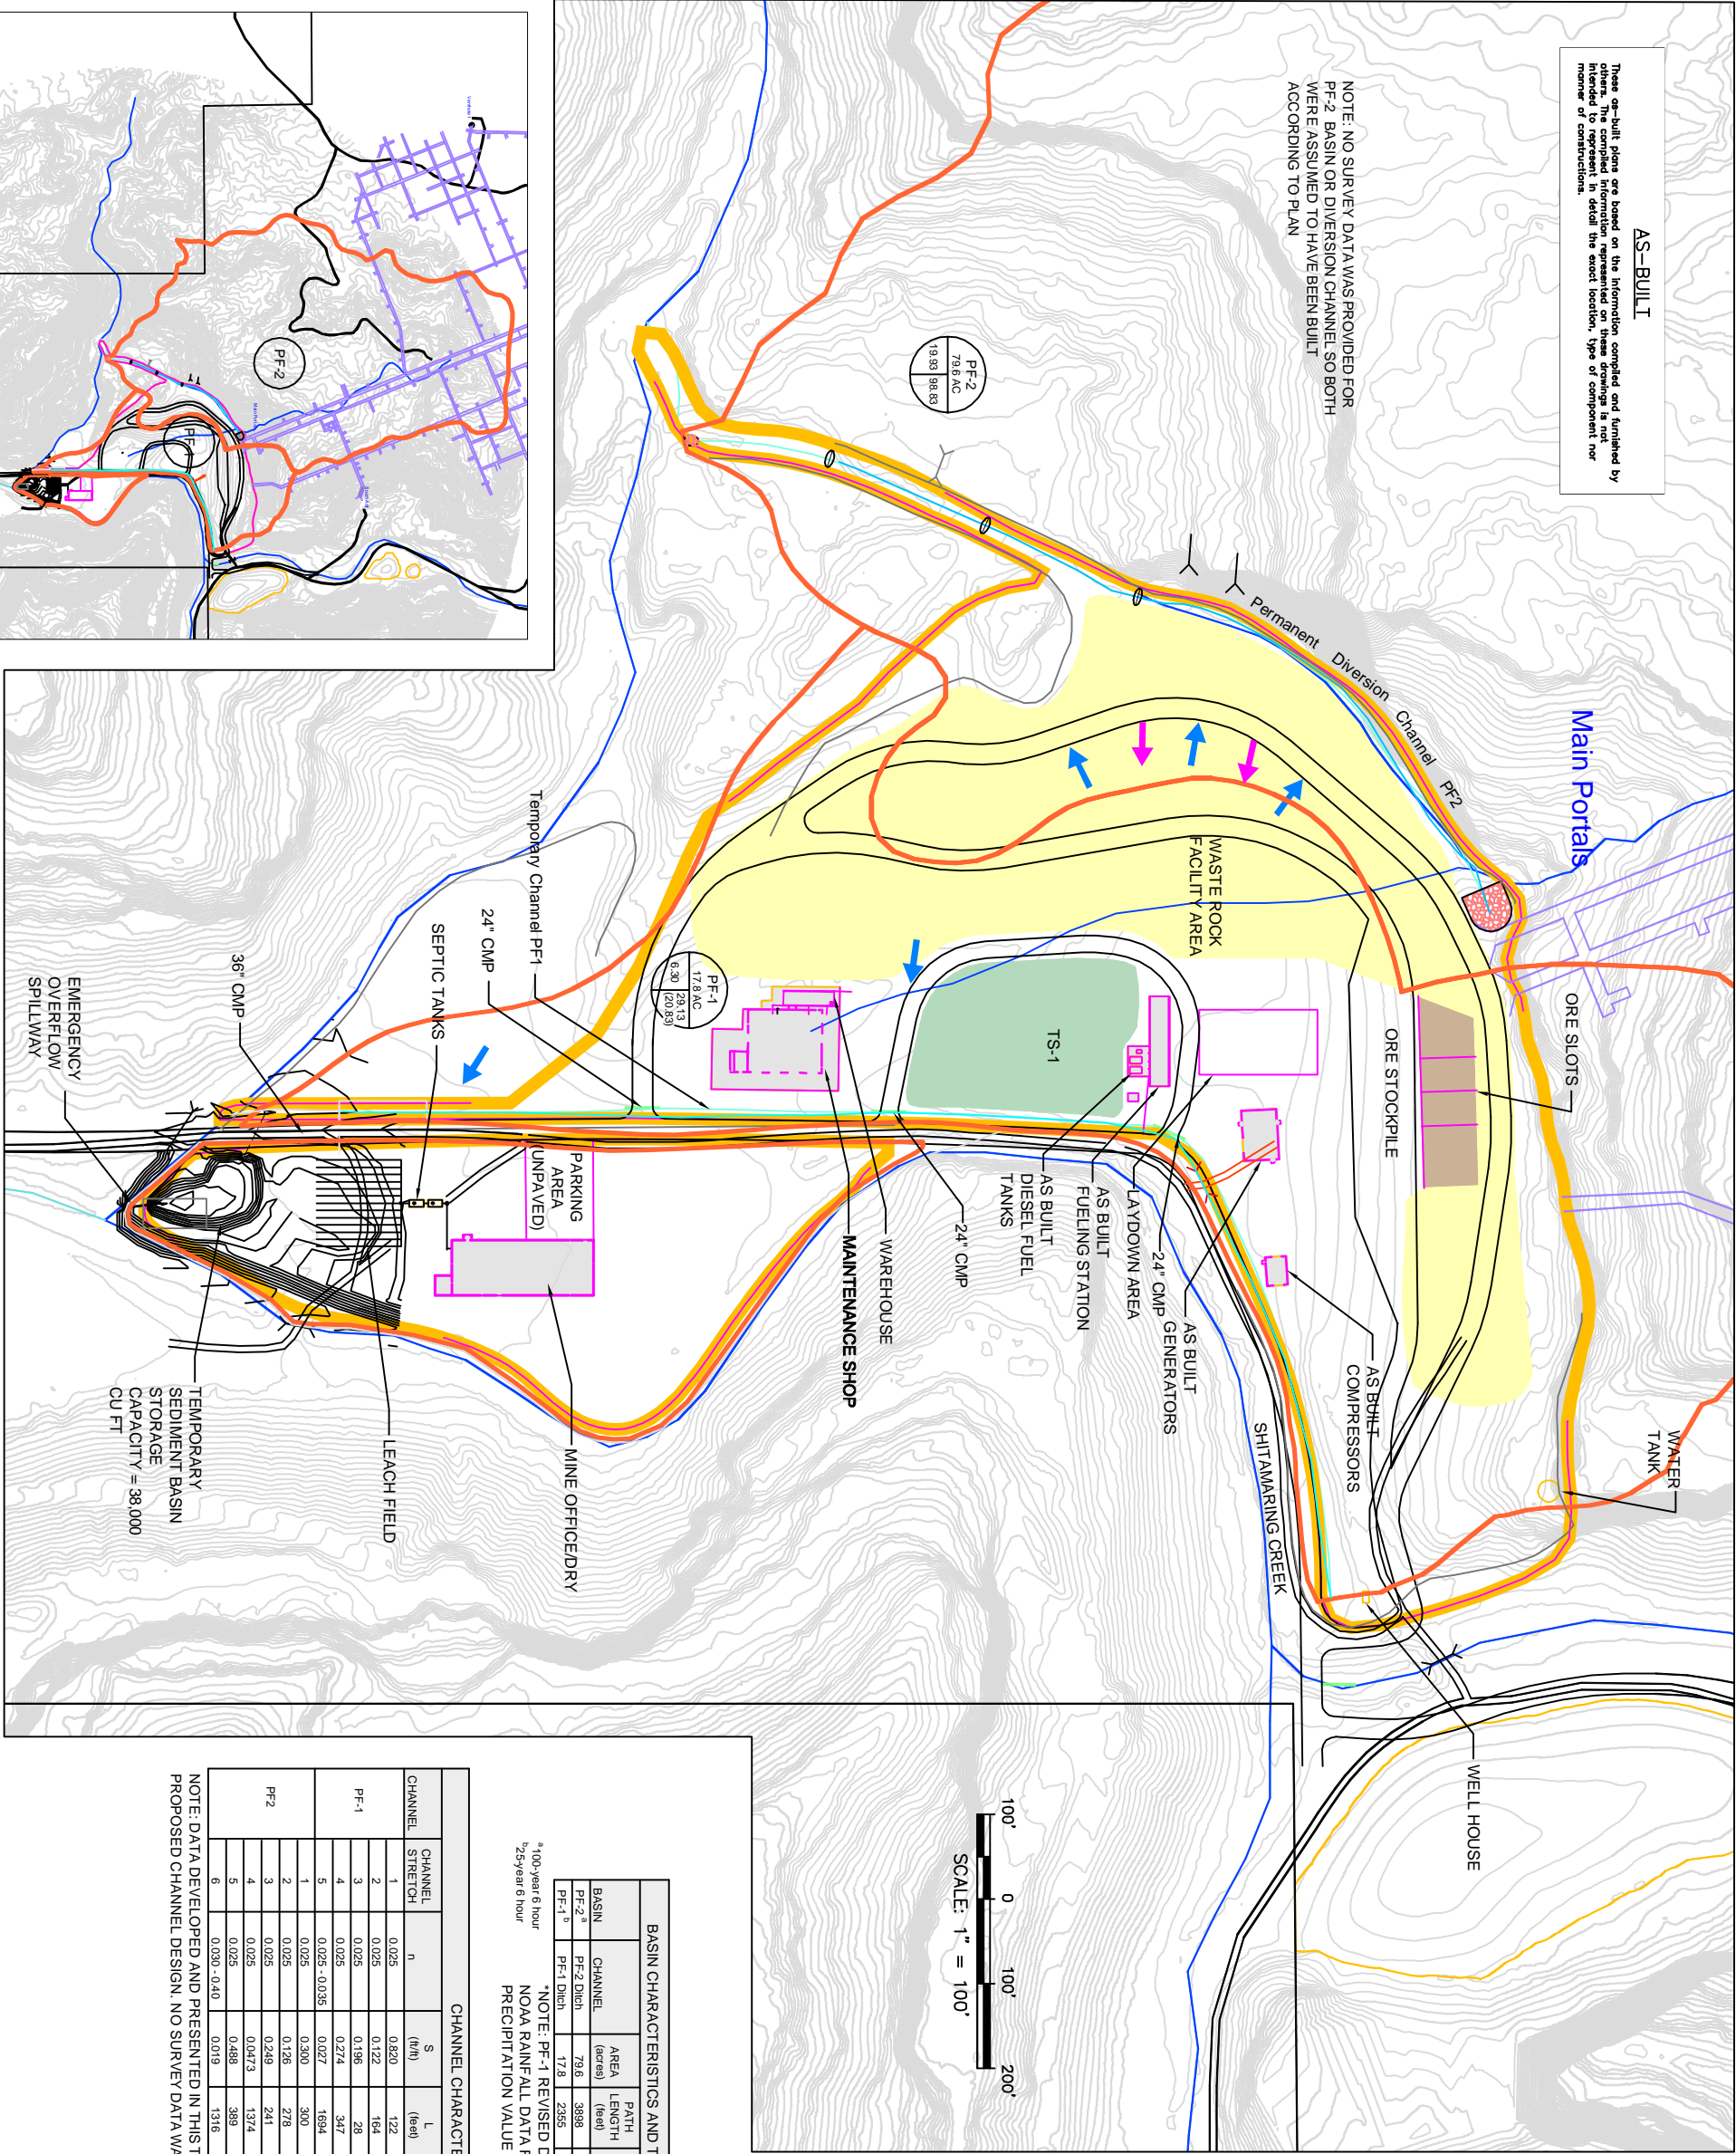 AS-BUILT
These as-built plans are based on the information compiled and furnished by
others. The compiled information represented on these drawings is not
intended to represent in detail the exact location, type of component nor
manner of constructions.
NOTE: NO SURVEY DATA WAS PROVIDED FOR
PF-2 BASIN OR DIVERSION CHANNEL SO BOTH
WERE ASSUMED TO HAVE BEEN BUILT
ACCORDING TO PLAN
Main Portals
Permanent Diversion Channel PF2
PF-2
79.6 AC
19.93 98.83
ORE SLOTS
ORE STOCKPILE
WATER
TANK
WASTE ROCK
FACILITY AREA
TS-1
PF-1
17.8 AC
6.30 29.13
(20.83)
AS BUILT
COMPRESSORS
AS BUILT
GENERATORS
24" CMP
LAYDOWN AREA
AS BUILT
FUELING STATION
AS BUILT
DIESEL FUEL
TANKS
24" CMP
WAREHOUSE
MAINTENANCE SHOP
SHITAMARING CREEK
WELL HOUSE
Temporary Channel PF1
24" CMP
SEPTIC TANKS
36" CMP
EMERGENCY
OVERFLOW
SPILLWAY
PARKING
AREA
(UNPAVED)
MINE OFFICE/DRY
LEACH FIELD
TEMPORARY
SEDIMENT BASIN
STORAGE
CAPACITY = 38,000
CU FT
PF-2
100' 0 100' 200'
SCALE: 1" = 100'
BASIN CHARACTERISTICS AND T
BASIN CHANNEL AREA (acres) PATH LENGTH (feet)
PF-2 a PF-2 Ditch 79.6 3898
PF-1 b PF-1 Ditch 17.8 2355
a 100-year 6 hour
b 25-year 6 hour
*NOTE: PF-1 REVISED D
NOAA RAINFALL DATA F
PRECIPITATION VALUE
CHANNEL CHARACTE
CHANNEL CHANNEL STRETCH n S (ft/ft) L (feet)
PF-1
1 0.025 0.820 122
2 0.025 0.122 164
3 0.025 0.196 28
4 0.025 0.274 347
5 0.025 - 0.035 0.027 1694
PF2
1 0.025 0.300 300
2 0.025 0.126 278
3 0.025 0.249 241
4 0.025 0.0473 1374
5 0.025 0.488 389
6 0.030 - 0.40 0.019 1316
NOTE: DATA DEVELOPED AND PRESENTED IN THIS T
PROPOSED CHANNEL DESIGN. NO SURVEY DATA WA